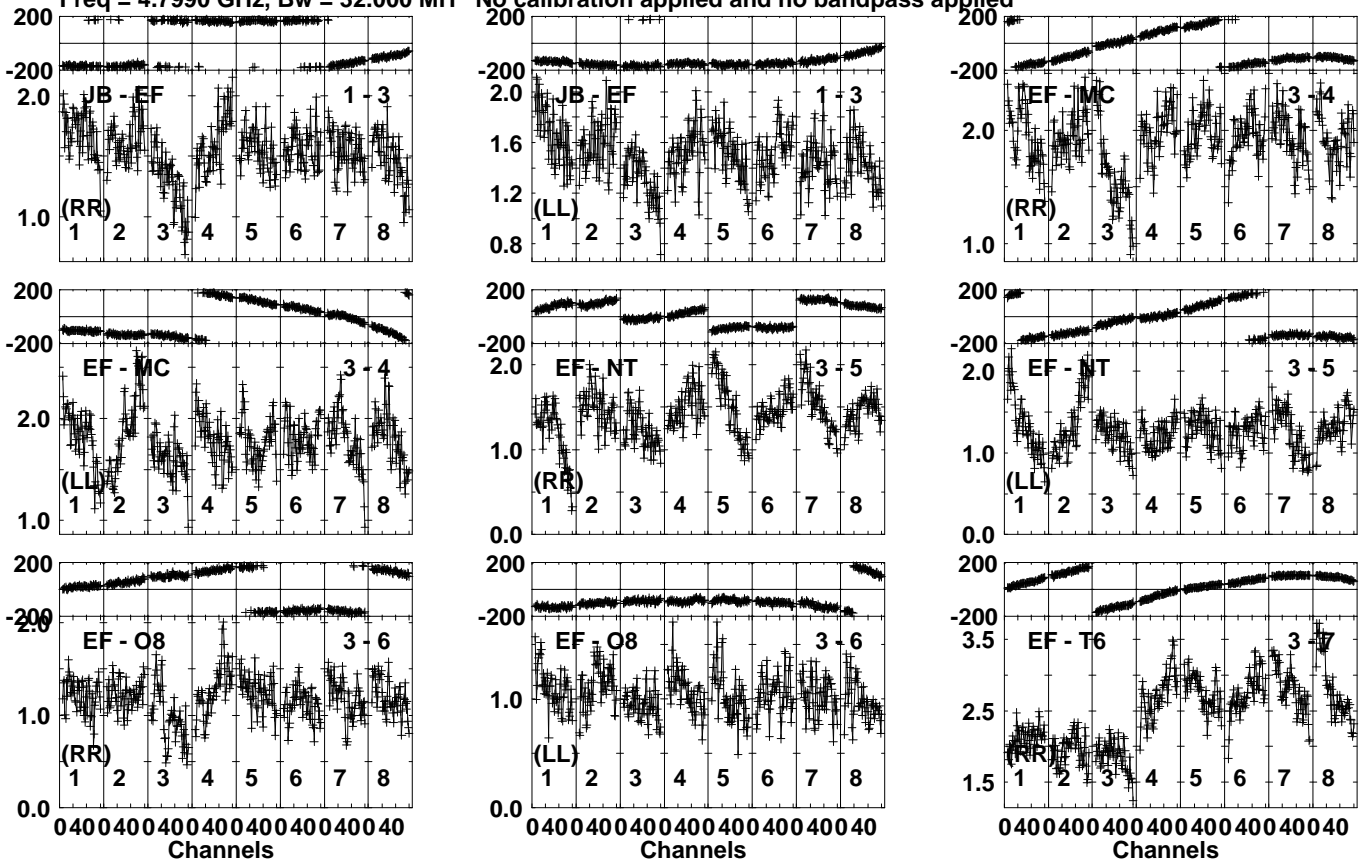 Freq = 4.7990 GHz, Bw = 32.000 MH No calibration applied and no bandpass applied
200 200 200
-200 -200 -200
JB - EF 1 - 3 JB - EF 1 - 3 EF - MC 3 - 4
2.0 2.0 2.0
1.6
1.2
1.0 0.8 1.0
(RR) (LL) (RR)
1 2 3 4 5 6 7 8 1 2 3 4 5 6 7 8 1 2 3 4 5 6 7 8
200 200 200
-200 -200 -200
EF - MC 3 - 4 EF - NT 3 - 5 EF - NT 3 - 5
2.0 2.0 2.0
1.0 1.0 1.0
0.0 0.0
(LL) (RR) (LL)
1 2 3 4 5 6 7 8 1 2 3 4 5 6 7 8 1 2 3 4 5 6 7 8
200 200 200
-200 -200 -200
2.0
EF - O8 3 - 6 EF - O8 3 - 6 EF - T6 3 - 7
3.5
1.0 1.0 2.5
(RR) (LL) (RR)
1 2 3 4 5 6 7 8 1 2 3 4 5 6 7 8 1 2 3 4 5 6 7 8
1.5
0.0 0.0
0 40 0 40 0 40 0 40 0 40 0 40 0 40 0 40 0 40 0 40 0 40 0 40 0 40 0 40 0 40 0 40 0 40 0 40 0 40 0 40 0 40 0 40 0 40 0 40
Channels Channels Channels